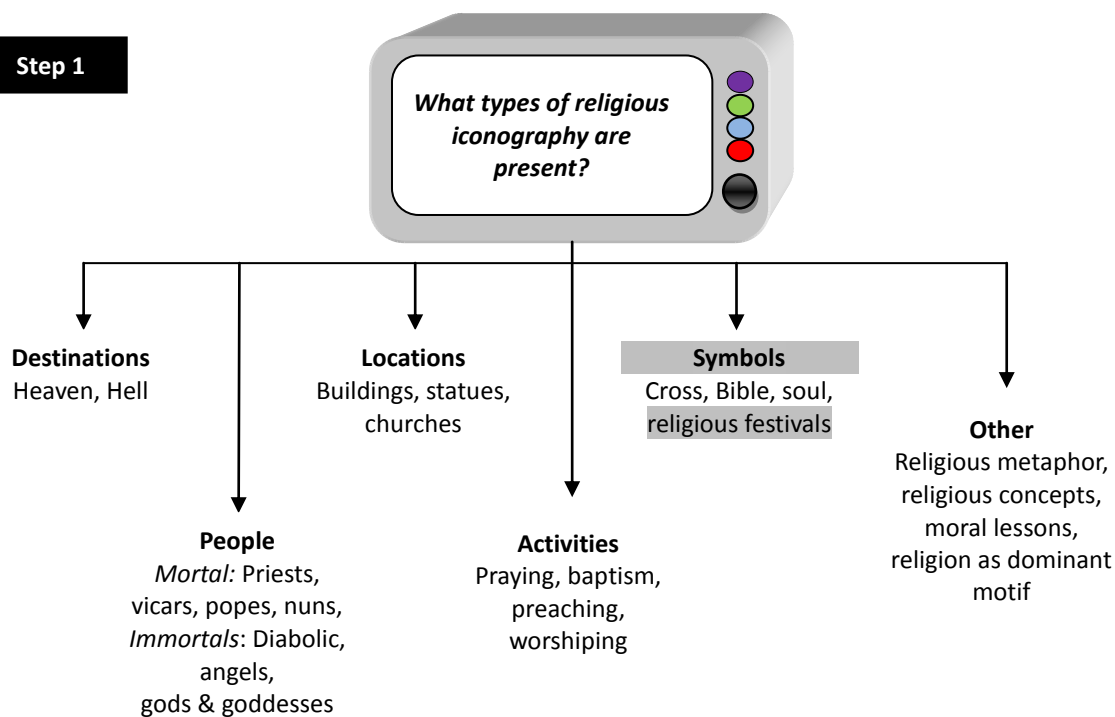 Step 1
What types of religious
iconography are
present?
Destinations
Heaven, Hell
Locations
Buildings, statues,
churches
Symbols
Cross, Bible, soul,
religious festivals
Other
Religious metaphor,
religious concepts,
moral lessons,
religion as dominant
motif
People
Mortal: Priests,
vicars, popes, nuns,
Immortals: Diabolic,
angels,
gods & goddesses
Activities
Praying, baptism,
preaching,
worshiping